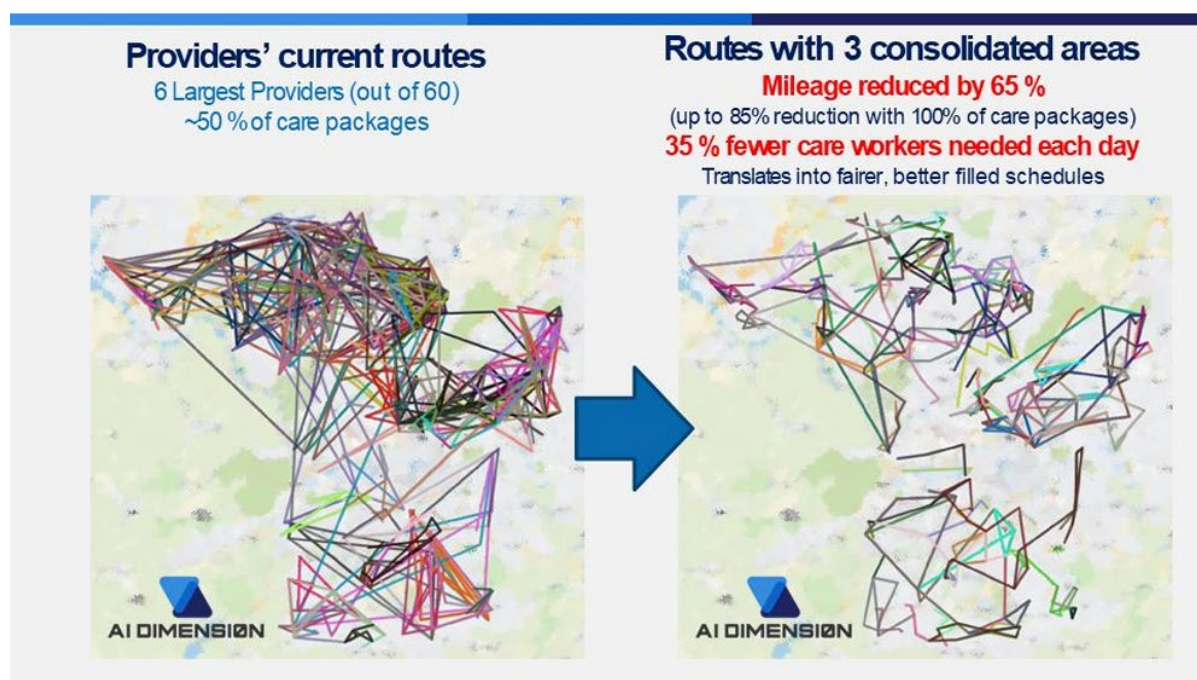 Providers' current routes
6 Largest Providers (out of 60)
~50 % of care packages
Routes with 3 consolidated areas
Mileage reduced by 65 %
(up to 85% reduction with 100% of care packages)
35 % fewer care workers needed each day
Translates into fairer, better filled schedules
AI DIMENSIØN
AI DIMENSIØN